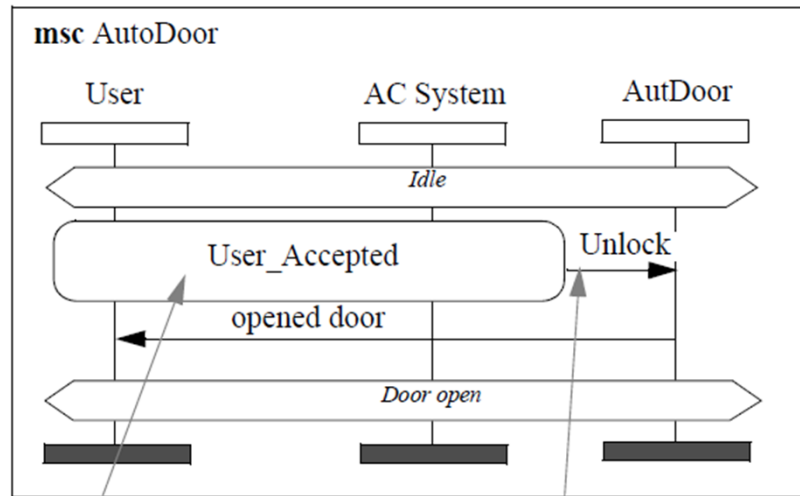 msc AutoDoor
User AC System AutDoor
Idle
User_Accepted
Unlock
opened door
Door open